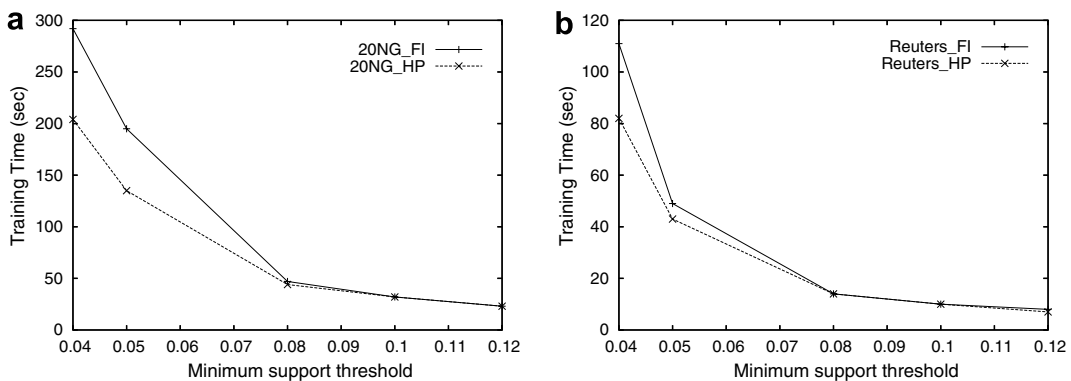 a
300
250
200
150
100
50
0
Training Time (sec)
20NG_FI
20NG_HP
0.04 0.05 0.06 0.07 0.08 0.09 0.1 0.11 0.12
Minimum support threshold
b
120
100
80
60
40
20
0
Training Time (sec)
Reuters_FI
Reuters_HP
0.04 0.05 0.06 0.07 0.08 0.09 0.1 0.11 0.12
Minimum support threshold